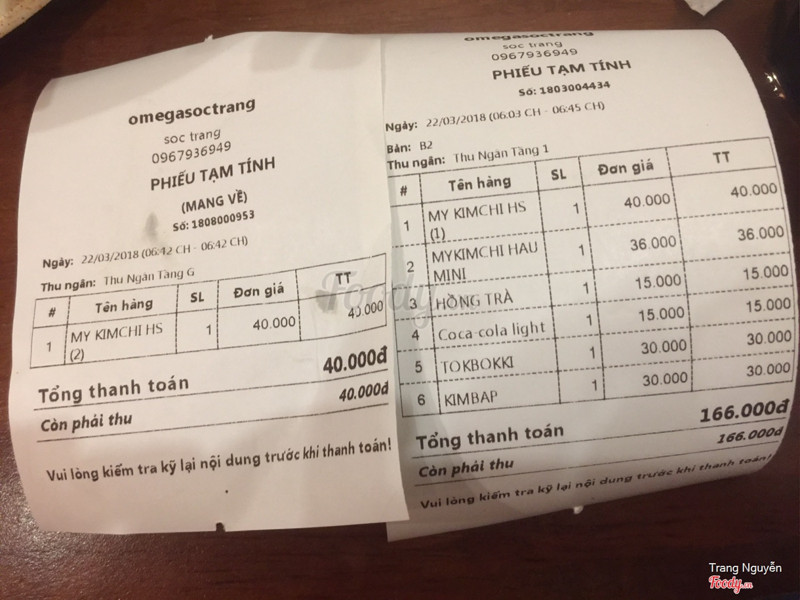 omegasoctrang
soc trang
0967936949
PHIẾU TẠM TÍNH
(MANG VỀ)
Số: 1808000953
Ngày: 22/03/2018 (06:42 CH - 06:42 CH)
Thu ngân: Thu Ngân Tầng G
# Tên hàng SL Đơn giá TT
1 MY KIMCHI HS (2) 1 40.000 40.000
Tổng thanh toán 40.000đ
Còn phải thu 40.000đ
Vui lòng kiểm tra kỹ lại nội dung trước khi thanh toán!
omegasoctrang
soc trang
0967936949
PHIẾU TẠM TÍNH
Số: 1803004434
Ngày: 22/03/2018 (06:03 CH - 06:45 CH)
Bàn: B2
Thu ngân: Thu Ngân Tầng 1
# Tên hàng SL Đơn giá TT
1 MY KIMCHI HS (1) 1 40.000 40.000
2 MYKIMCHI HAU MINI 1 36.000 36.000
3 HỒNG TRÀ 1 15.000 15.000
4 Coca cola light 1 15.000 15.000
5 TOKBOKKI 1 30.000 30.000
6 KIMBAP 1 30.000 30.000
Tổng thanh toán 166.000đ
Còn phải thu 166.000đ
Vui lòng kiểm tra kỹ lại nội dung trước khi thanh toán!
Foody
Trang Nguyễn
Foody.vn